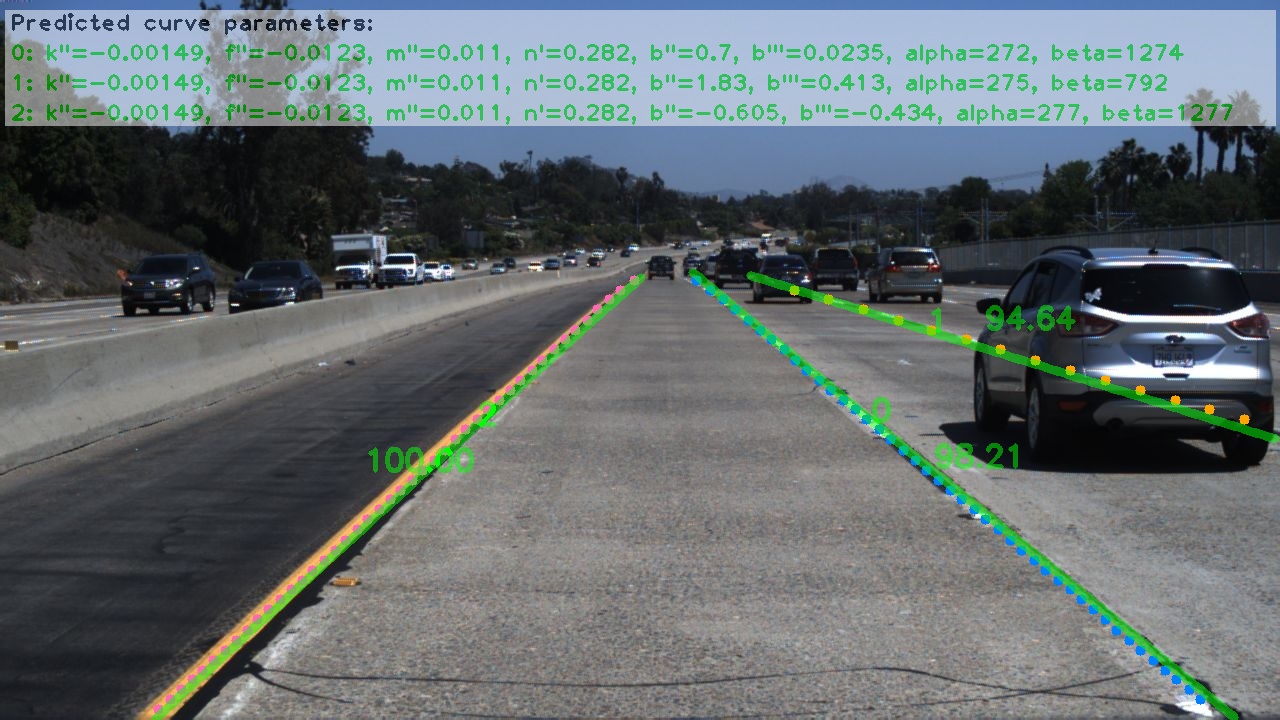 Predicted curve parameters:
0: k''=-0.00149, f''=-0.0123, m''=0.011, n'=0.282, b''=0.7, b'''=0.0235, alpha=272, beta=1274
1: k''=-0.00149, f''=-0.0123, m''=0.011, n'=0.282, b''=1.83, b'''=0.413, alpha=275, beta=792
2: k''=-0.00149, f''=-0.0123, m''=0.011, n'=0.282, b''=-0.605, b'''=-0.434, alpha=277, beta=1277
1 94.64
2 0
100.00 98.21